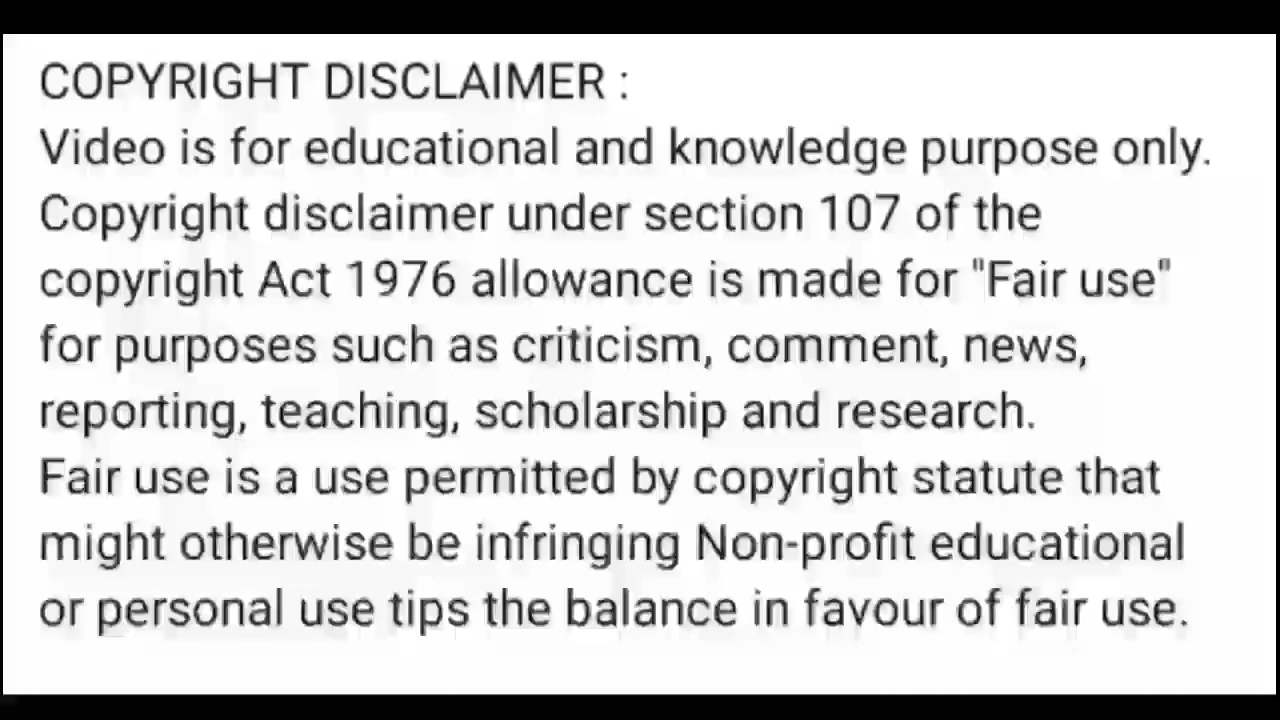 COPYRIGHT DISCLAIMER :
Video is for educational and knowledge purpose only.
Copyright disclaimer under section 107 of the
copyright Act 1976 allowance is made for "Fair use"
for purposes such as criticism, comment, news,
reporting, teaching, scholarship and research.
Fair use is a use permitted by copyright statute that
might otherwise be infringing Non-profit educational
or personal use tips the balance in favour of fair use.